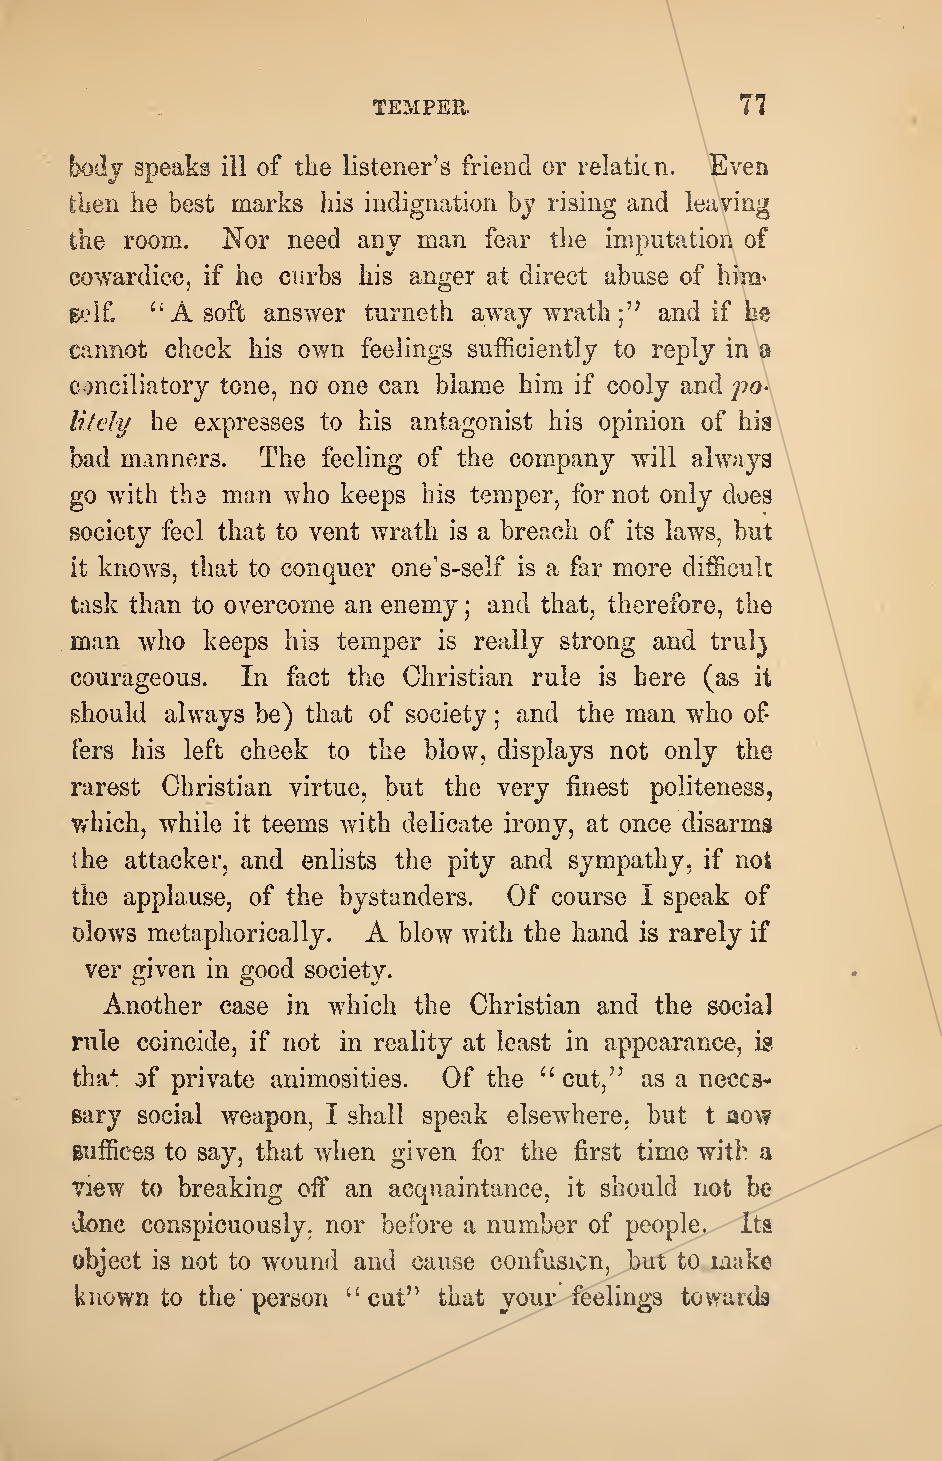 TEMPER. 77
body speaks ill of the listener's friend or relation. Even
then he best marks his indignation by rising and leaving
the room. Nor need any man fear the imputation of
cowardice, if he curbs his anger at direct abuse of him-
self. “A soft answer turneth away wrath;” and if he
cannot check his own feelings sufficiently to reply in a
conciliatory tone, no one can blame him if cooly and po-
litely he expresses to his antagonist his opinion of his
bad manners. The feeling of the company will always
go with the man who keeps his temper, for not only does
society feel that to vent wrath is a breach of its laws, but
it knows, that to conquer one's-self is a far more difficult
task than to overcome an enemy; and that, therefore, the
man who keeps his temper is really strong and truly
courageous. In fact the Christian rule is here (as it
should always be) that of society; and the man who of-
fers his left cheek to the blow, displays not only the
rarest Christian virtue, but the very finest politeness,
which, while it teems with delicate irony, at once disarms
the attacker, and enlists the pity and sympathy, if not
the applause, of the bystanders. Of course I speak of
blows metaphorically. A blow with the hand is rarely if
ver given in good society.
Another case in which the Christian and the social
rule coincide, if not in reality at least in appearance, is
that of private animosities. Of the “cut,” as a neces-
sary social weapon, I shall speak elsewhere, but t now
suffices to say, that when given for the first time with a
view to breaking off an acquaintance, it should not be
done conspicuously, nor before a number of people. Its
object is not to wound and cause confusion, but to make
known to the person “cut” that your feelings towards